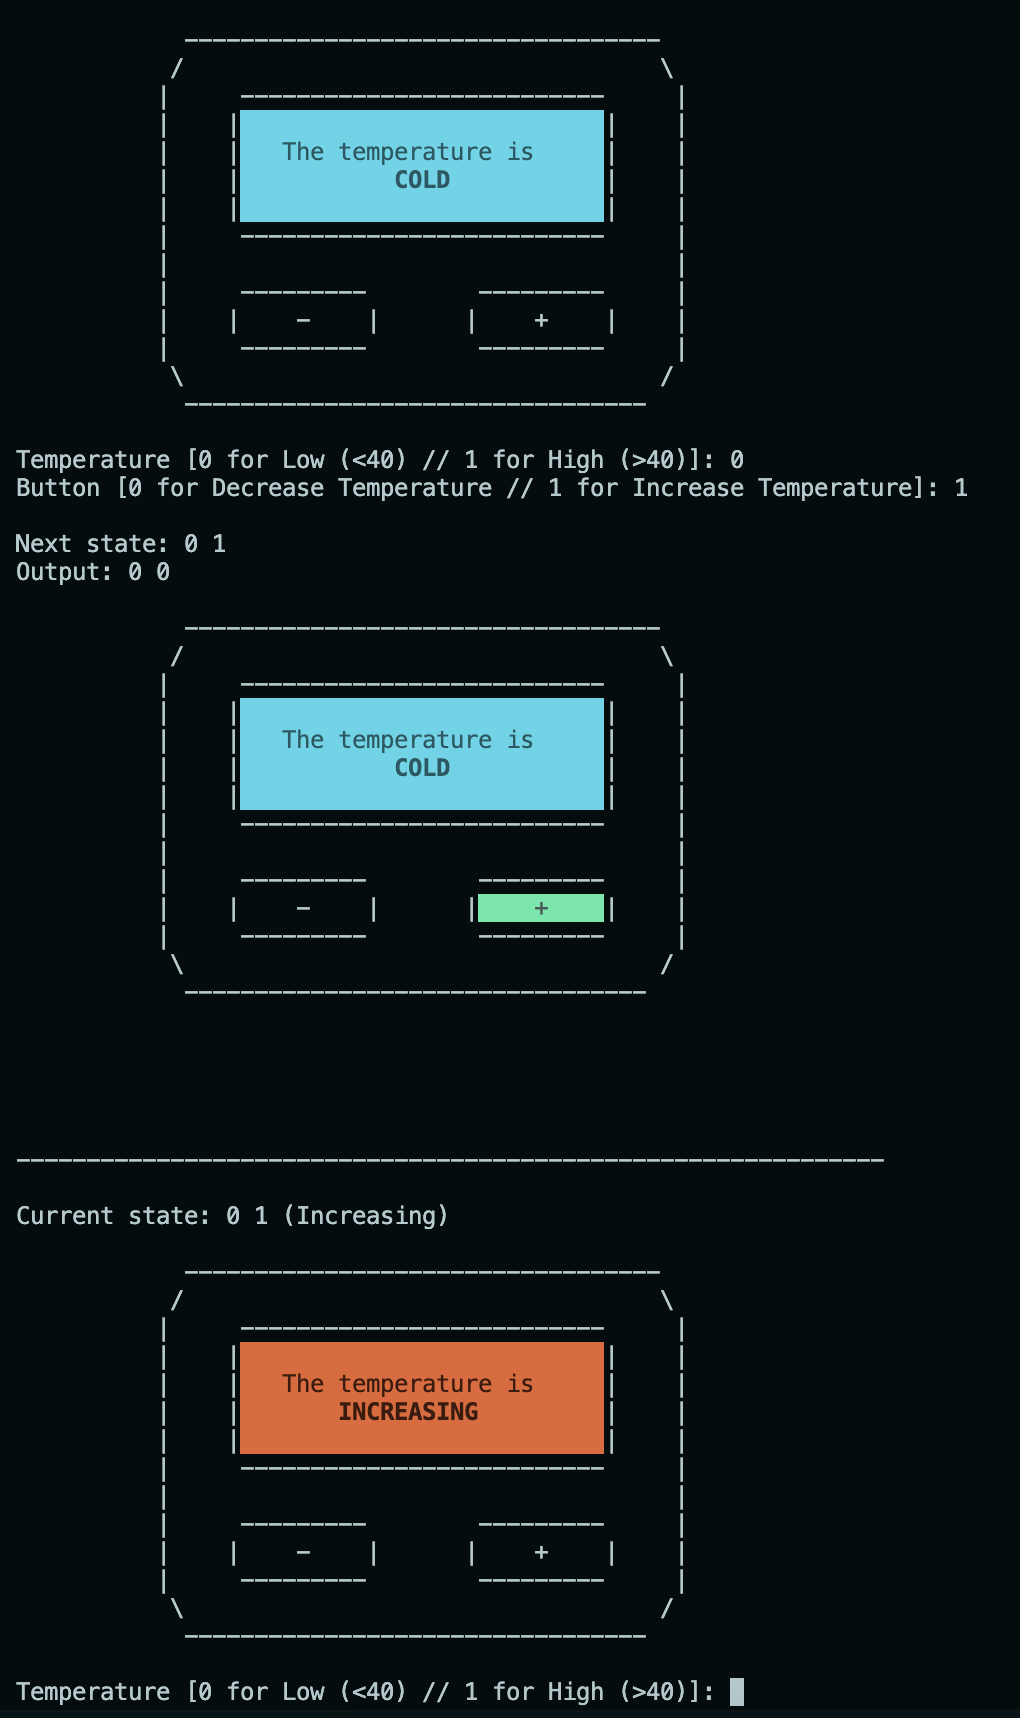 The temperature is
COLD
- +
Temperature [0 for Low (<40) // 1 for High (>40)]: 0
Button [0 for Decrease Temperature // 1 for Increase Temperature]: 1
Next state: 0 1
Output: 0 0
The temperature is
COLD
- +
Current state: 0 1 (Increasing)
The temperature is
INCREASING
- +
Temperature [0 for Low (<40) // 1 for High (>40)]: